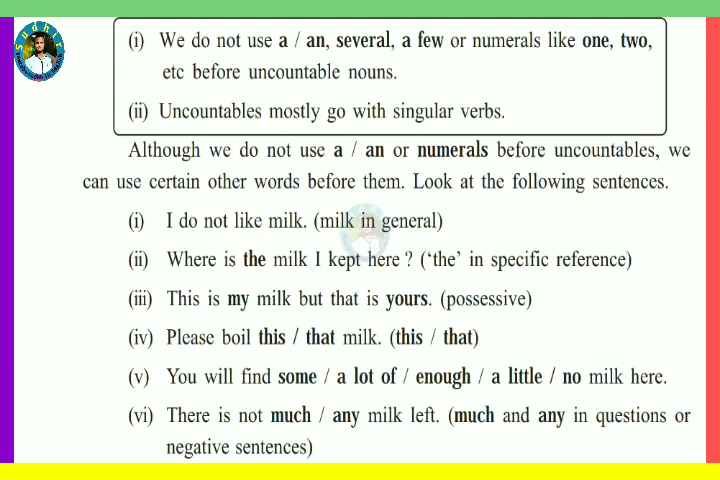 Sudhir
(i) We do not use a / an, several, a few or numerals like one, two,
etc before uncountable nouns.
(ii) Uncountables mostly go with singular verbs.
Although we do not use a / an or numerals before uncountables, we
can use certain other words before them. Look at the following sentences.
(i) I do not like milk. (milk in general)
(ii) Where is the milk I kept here ? (‘the’ in specific reference)
(iii) This is my milk but that is yours. (possessive)
(iv) Please boil this / that milk. (this / that)
(v) You will find some / a lot of / enough / a little / no milk here.
(vi) There is not much / any milk left. (much and any in questions or
negative sentences)